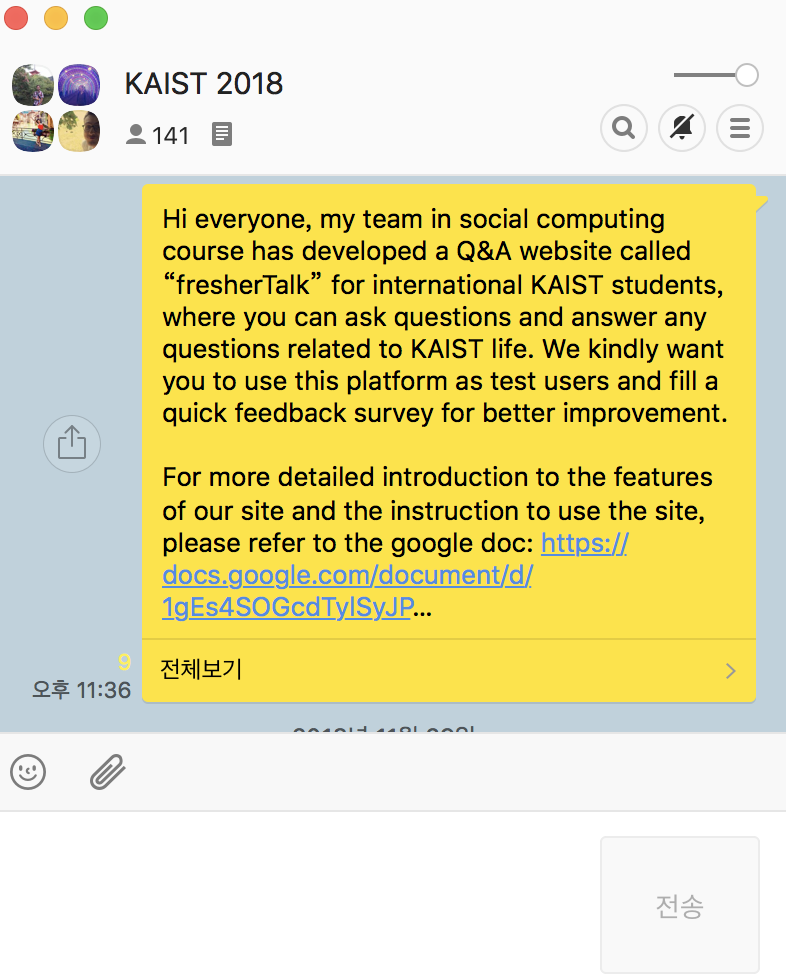 KAIST 2018
141
Hi everyone, my team in social computing
course has developed a Q&A website called
“fresherTalk” for international KAIST students,
where you can ask questions and answer any
questions related to KAIST life. We kindly want
you to use this platform as test users and fill a
quick feedback survey for better improvement.
For more detailed introduction to the features
of our site and the instruction to use the site,
please refer to the google doc: https://
docs.google.com/document/d/
1gEs4SOGcdTylSyJP...
전체보기
9
오후 11:36
전송